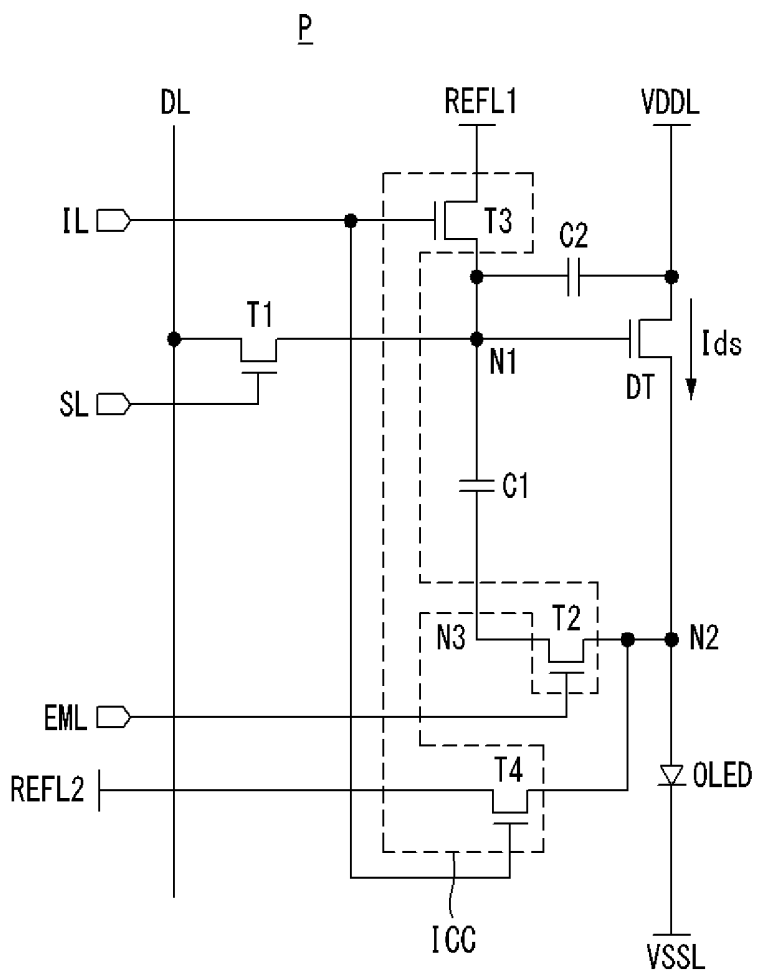 P
DL
REFL1
VDDL
IL
T3
C2
T1
N1
Ids
DT
SL
C1
N3
T2
N2
EML
T4
OLED
REFL2
ICC
VSSL